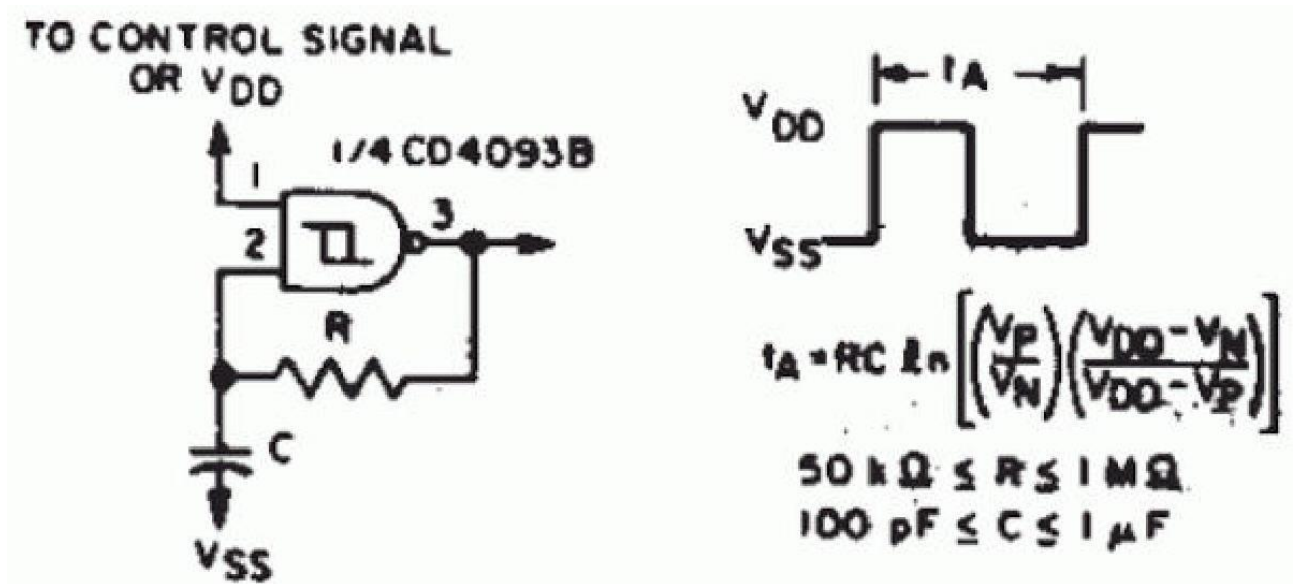 TO CONTROL SIGNAL
OR VDD
1/4 CD4093B
1
2
3
R
C
VSS
tA
VDD
VSS
tA = RC ln [(VP/VN) (VDD - VN/VDD - VP)]
50 kΩ ≤ R ≤ 1 MΩ
100 pF ≤ C ≤ 1 μF